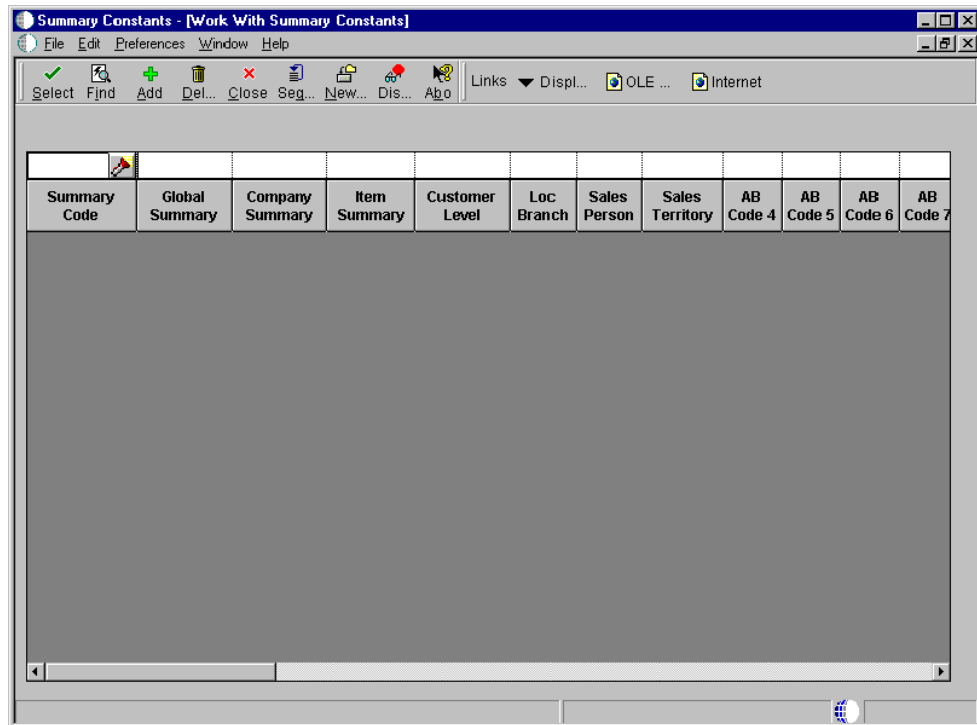 Summary Constants - [Work With Summary Constants]
File Edit Preferences Window Help
Select Find Add Del... Close Seq... New... Dis... Abo Links Displ... OLE ... Internet
Summary Code Global Summary Company Summary Item Summary Customer Level Loc Branch Sales Person Sales Territory AB Code 4 AB Code 5 AB Code 6 AB Code 7